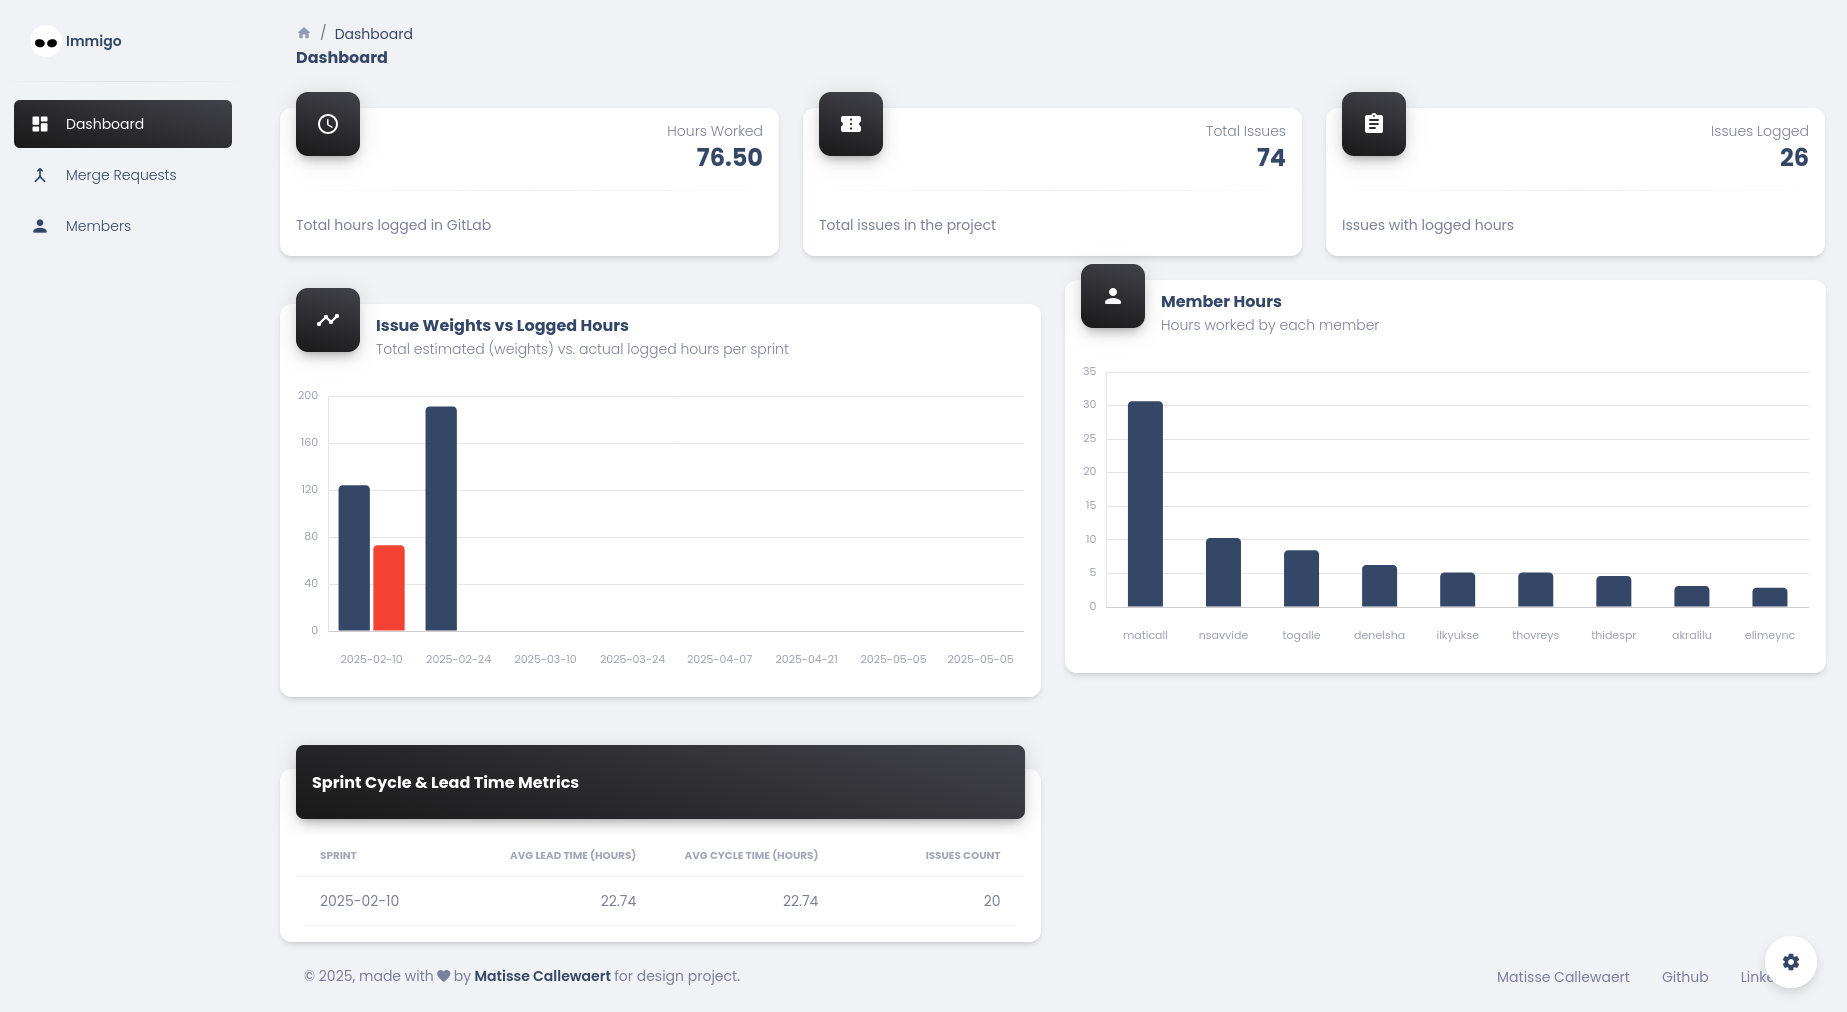 Immigo
Dashboard
Merge Requests
Members
/ Dashboard
Dashboard
Hours Worked
76.50
Total hours logged in GitLab
Total Issues
74
Total issues in the project
Issues Logged
26
Issues with logged hours
Issue Weights vs Logged Hours
Total estimated (weights) vs. actual logged hours per sprint
200
160
120
80
40
0
2025-02-10 2025-02-24 2025-03-10 2025-03-24 2025-04-07 2025-04-21 2025-05-05 2025-05-05
Member Hours
Hours worked by each member
35
30
25
20
15
10
5
0
maticall nsavvide togalle denelsha ilkyukse thovreys thidespr akralilu elimeync
Sprint Cycle & Lead Time Metrics
SPRINT AVG LEAD TIME (HOURS) AVG CYCLE TIME (HOURS) ISSUES COUNT
2025-02-10 22.74 22.74 20
© 2025, made with by Matisse Callewaert for design project.
Matisse Callewaert Github